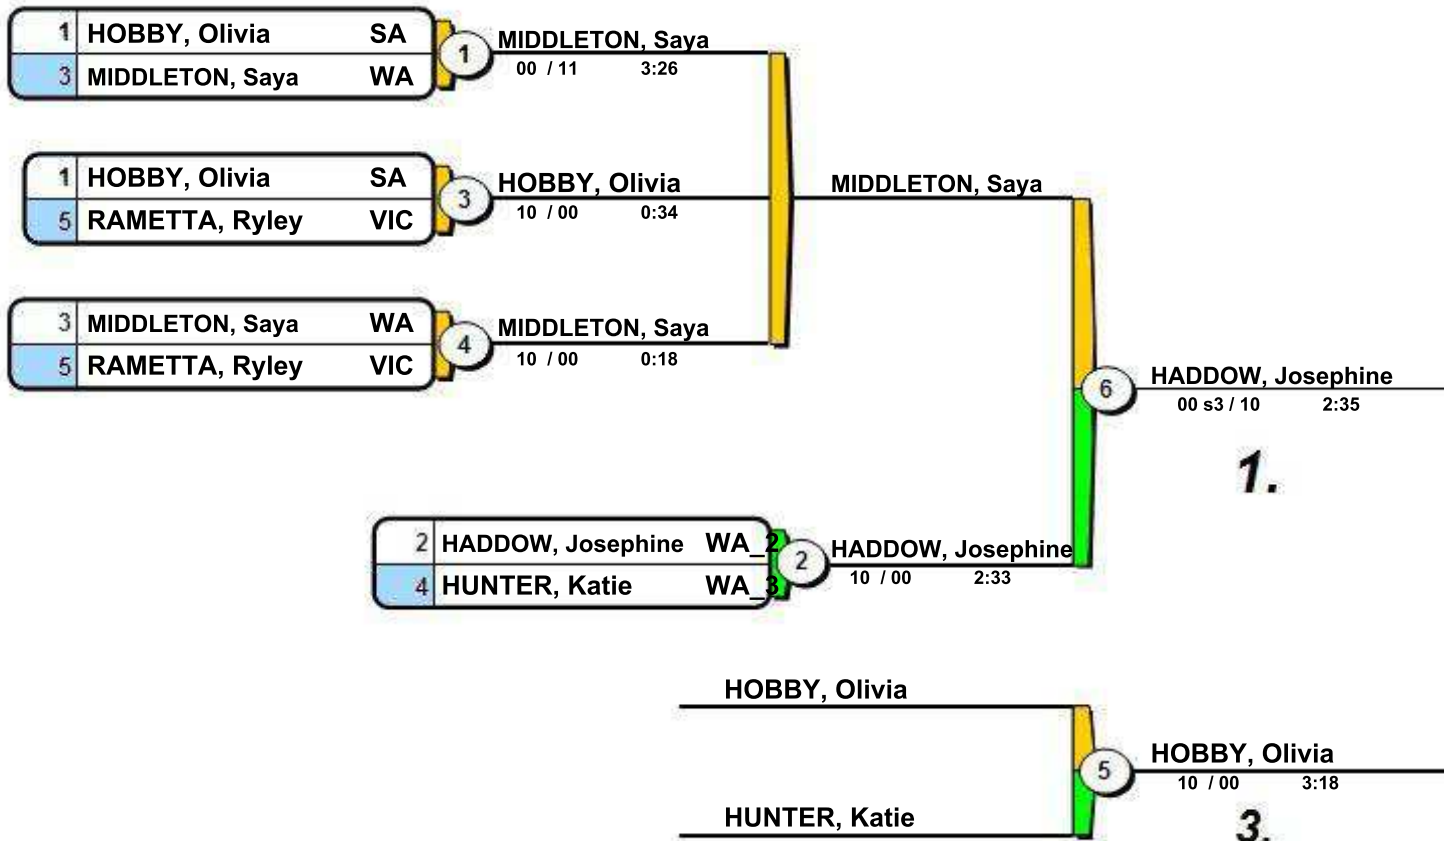 1 HOBBY, Olivia SA
3 MIDDLETON, Saya WA
1 MIDDLETON, Saya
00 / 11 3:26
1 HOBBY, Olivia SA
5 RAMETTA, Ryley VIC
3 HOBBY, Olivia
10 / 00 0:34
MIDDLETON, Saya
3 MIDDLETON, Saya WA
5 RAMETTA, Ryley VIC
4 MIDDLETON, Saya
10 / 00 0:18
6 HADDOW, Josephine
00 s3 / 10 2:35
1.
2 HADDOW, Josephine WA_2
4 HUNTER, Katie WA_3
2 HADDOW, Josephine
10 / 00 2:33
HOBBY, Olivia
HUNTER, Katie
5 HOBBY, Olivia
10 / 00 3:18
3.